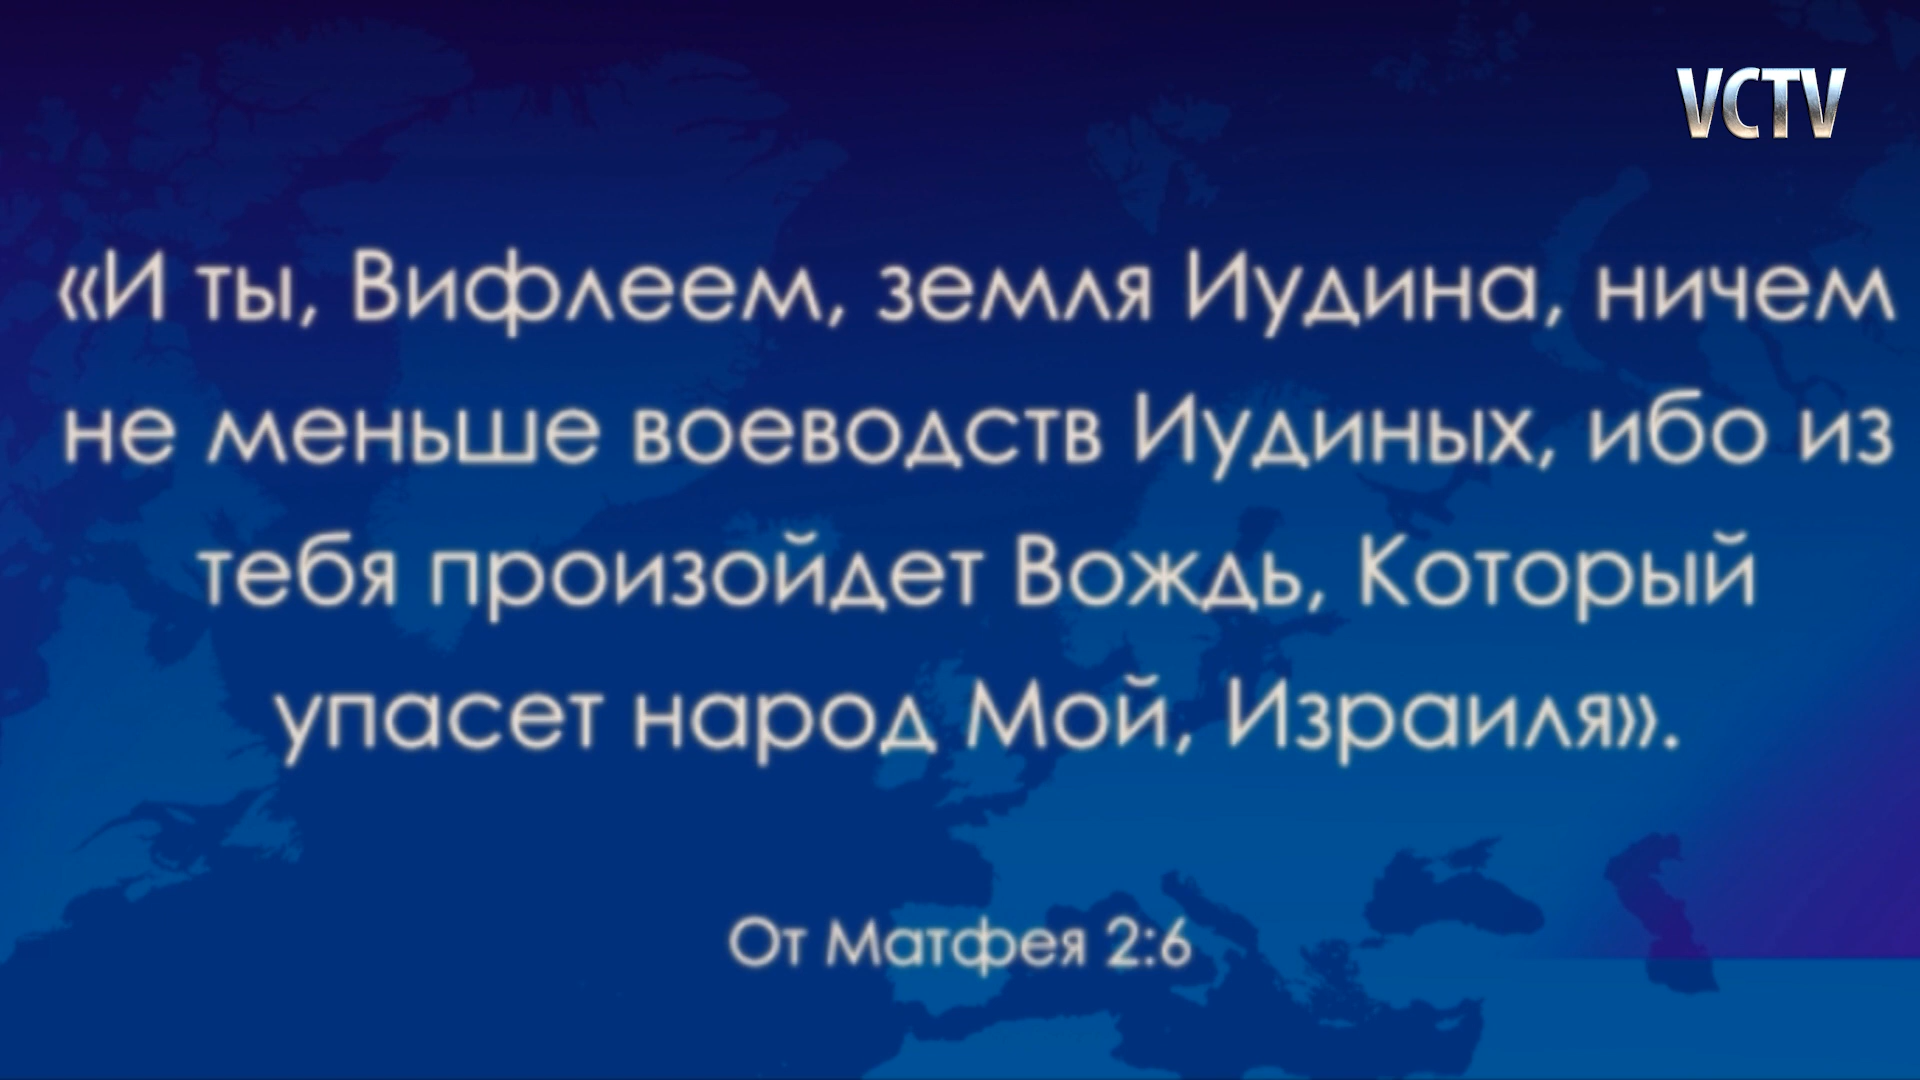 VCTV
«И ты, Вифлеем, земля Иудина, ничем
не меньше воеводств Иудиных, ибо из
тебя произойдет Вождь, Который
упасет народ Мой, Израиля».
От Матфея 2:6